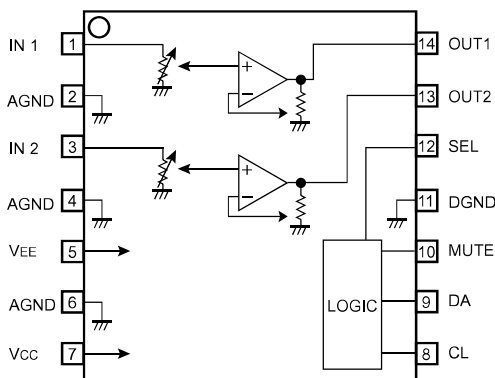 IN 1 1 14 OUT1
AGND 2 13 OUT2
IN 2 3 12 SEL
AGND 4 11 DGND
VEE 5 10 MUTE
AGND 6 9 DA
VCC 7 8 CL
LOGIC
+
−
+
−